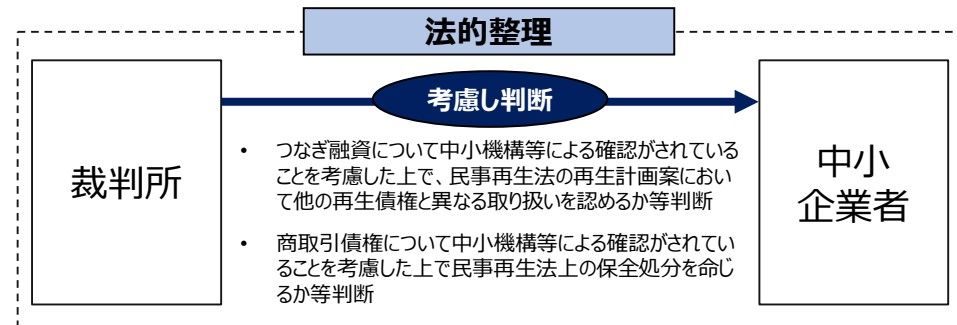 法的整理
裁判所
考慮し判断
• つなぎ融資について中小機構等による確認がされている
ことを考慮した上で、民事再生法の再生計画案におい
て他の再生債権と異なる取り扱いを認めるか等判断
• 商取引債権について中小機構等による確認がされてい
ることを考慮した上で民事再生法上の保全処分を命じ
るか等判断
中小
企業者